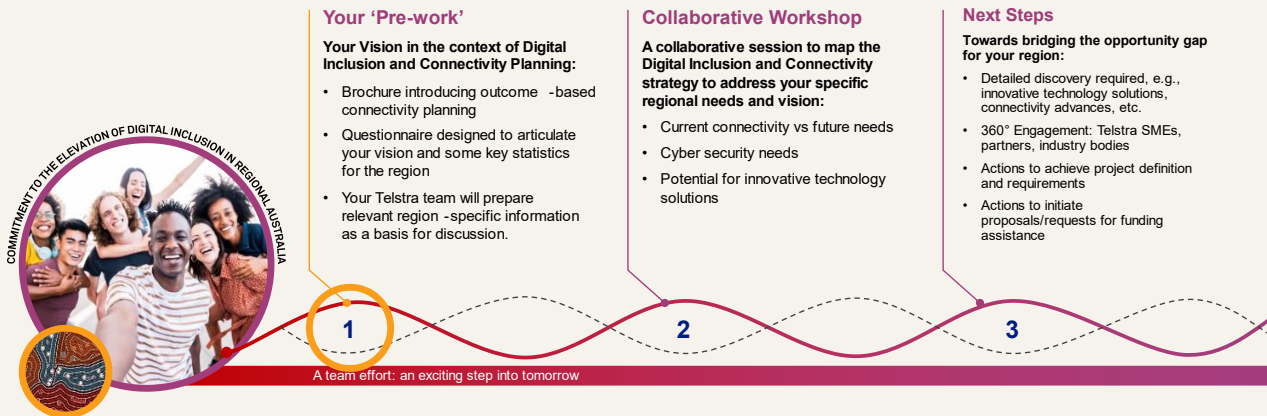 COMMITMENT TO THE ELEVATION OF DIGITAL INCLUSION IN REGIONAL AUSTRALIA
Your ‘Pre-work’
Your Vision in the context of Digital
Inclusion and Connectivity Planning:
• Brochure introducing outcome -based
connectivity planning
• Questionnaire designed to articulate
your vision and some key statistics
for the region
• Your Telstra team will prepare
relevant region -specific information
as a basis for discussion.
Collaborative Workshop
A collaborative session to map the
Digital Inclusion and Connectivity
strategy to address your specific
regional needs and vision:
• Current connectivity vs future needs
• Cyber security needs
• Potential for innovative technology
solutions
Next Steps
Towards bridging the opportunity gap
for your region:
• Detailed discovery required, e.g.,
innovative technology solutions,
connectivity advances, etc.
• 360° Engagement: Telstra SMEs,
partners, industry bodies
• Actions to achieve project definition
and requirements
• Actions to initiate
proposals/requests for funding
assistance
1
2
3
A team effort: an exciting step into tomorrow